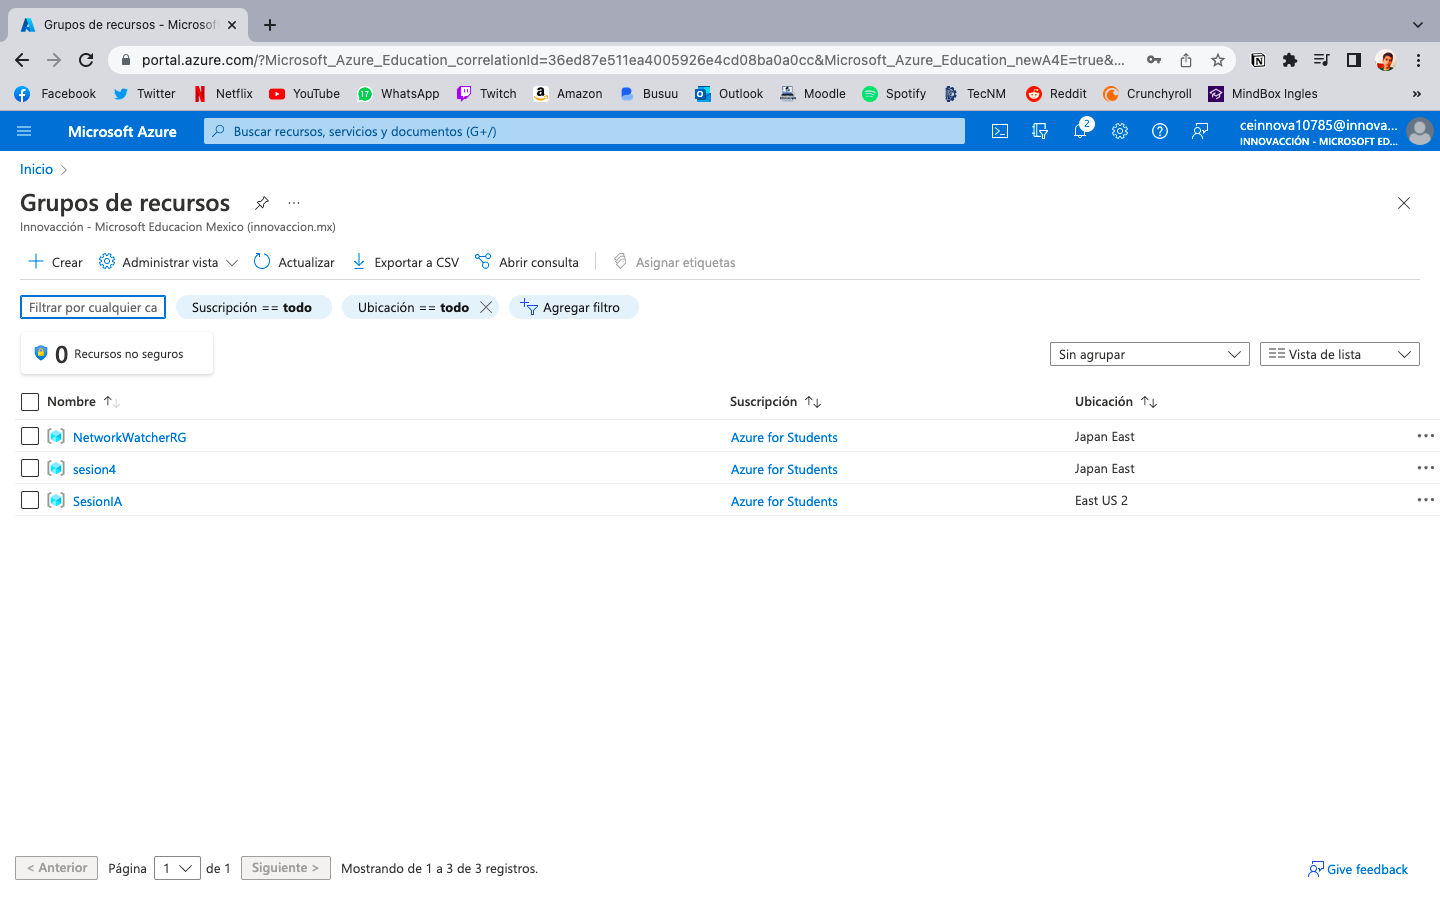 Grupos de recursos - Microsof
portal.azure.com/?Microsoft_Azure_Education_correlationId=36ed87e511ea4005926e4cd08ba0a0cc&Microsoft_Azure_Education_newA4E=true&...
Facebook Twitter Netflix YouTube WhatsApp Twitch Amazon Busuu Outlook Moodle Spotify TecNM Reddit Crunchyroll MindBox Ingles »
Microsoft Azure Buscar recursos, servicios y documentos (G+/) 2 ceinnova10785@innova...
INNOVACCIÓN - MICROSOFT ED...
Inicio >
Grupos de recursos ...
Innovacción - Microsoft Educacion Mexico (innovaccion.mx)
Crear Administrar vista Actualizar Exportar a CSV Abrir consulta Asignar etiquetas
Filtrar por cualquier ca Suscripción == todo Ubicación == todo Agregar filtro
0 Recursos no seguros Sin agrupar Vista de lista
Nombre Suscripción Ubicación
NetworkWatcherRG Azure for Students Japan East
sesion4 Azure for Students Japan East
SesionIA Azure for Students East US 2
< Anterior Página 1 de 1 Siguiente > Mostrando de 1 a 3 de 3 registros. Give feedback